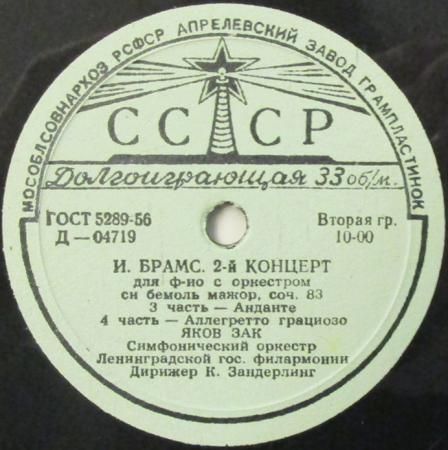 МОСОБЛСОВНАРХОЗ РСФСР АПРЕЛЕВСКИЙ ЗАВОД ГРАМПЛАСТИНОК
СССР
Долгоиграющая 33 об/м.
ГОСТ 5289-56
Д — 04719
Вторая гр.
10-00
И. БРАМС. 2-й КОНЦЕРТ
для ф-ио с оркестром
си бемоль мажор, соч. 83
3 часть — Анданте
4 часть — Аллегретто грациозо
ЯКОВ ЗАК
Симфонический оркестр
Ленинградской гос. филармонии
Дирижер К. Зандерлинг